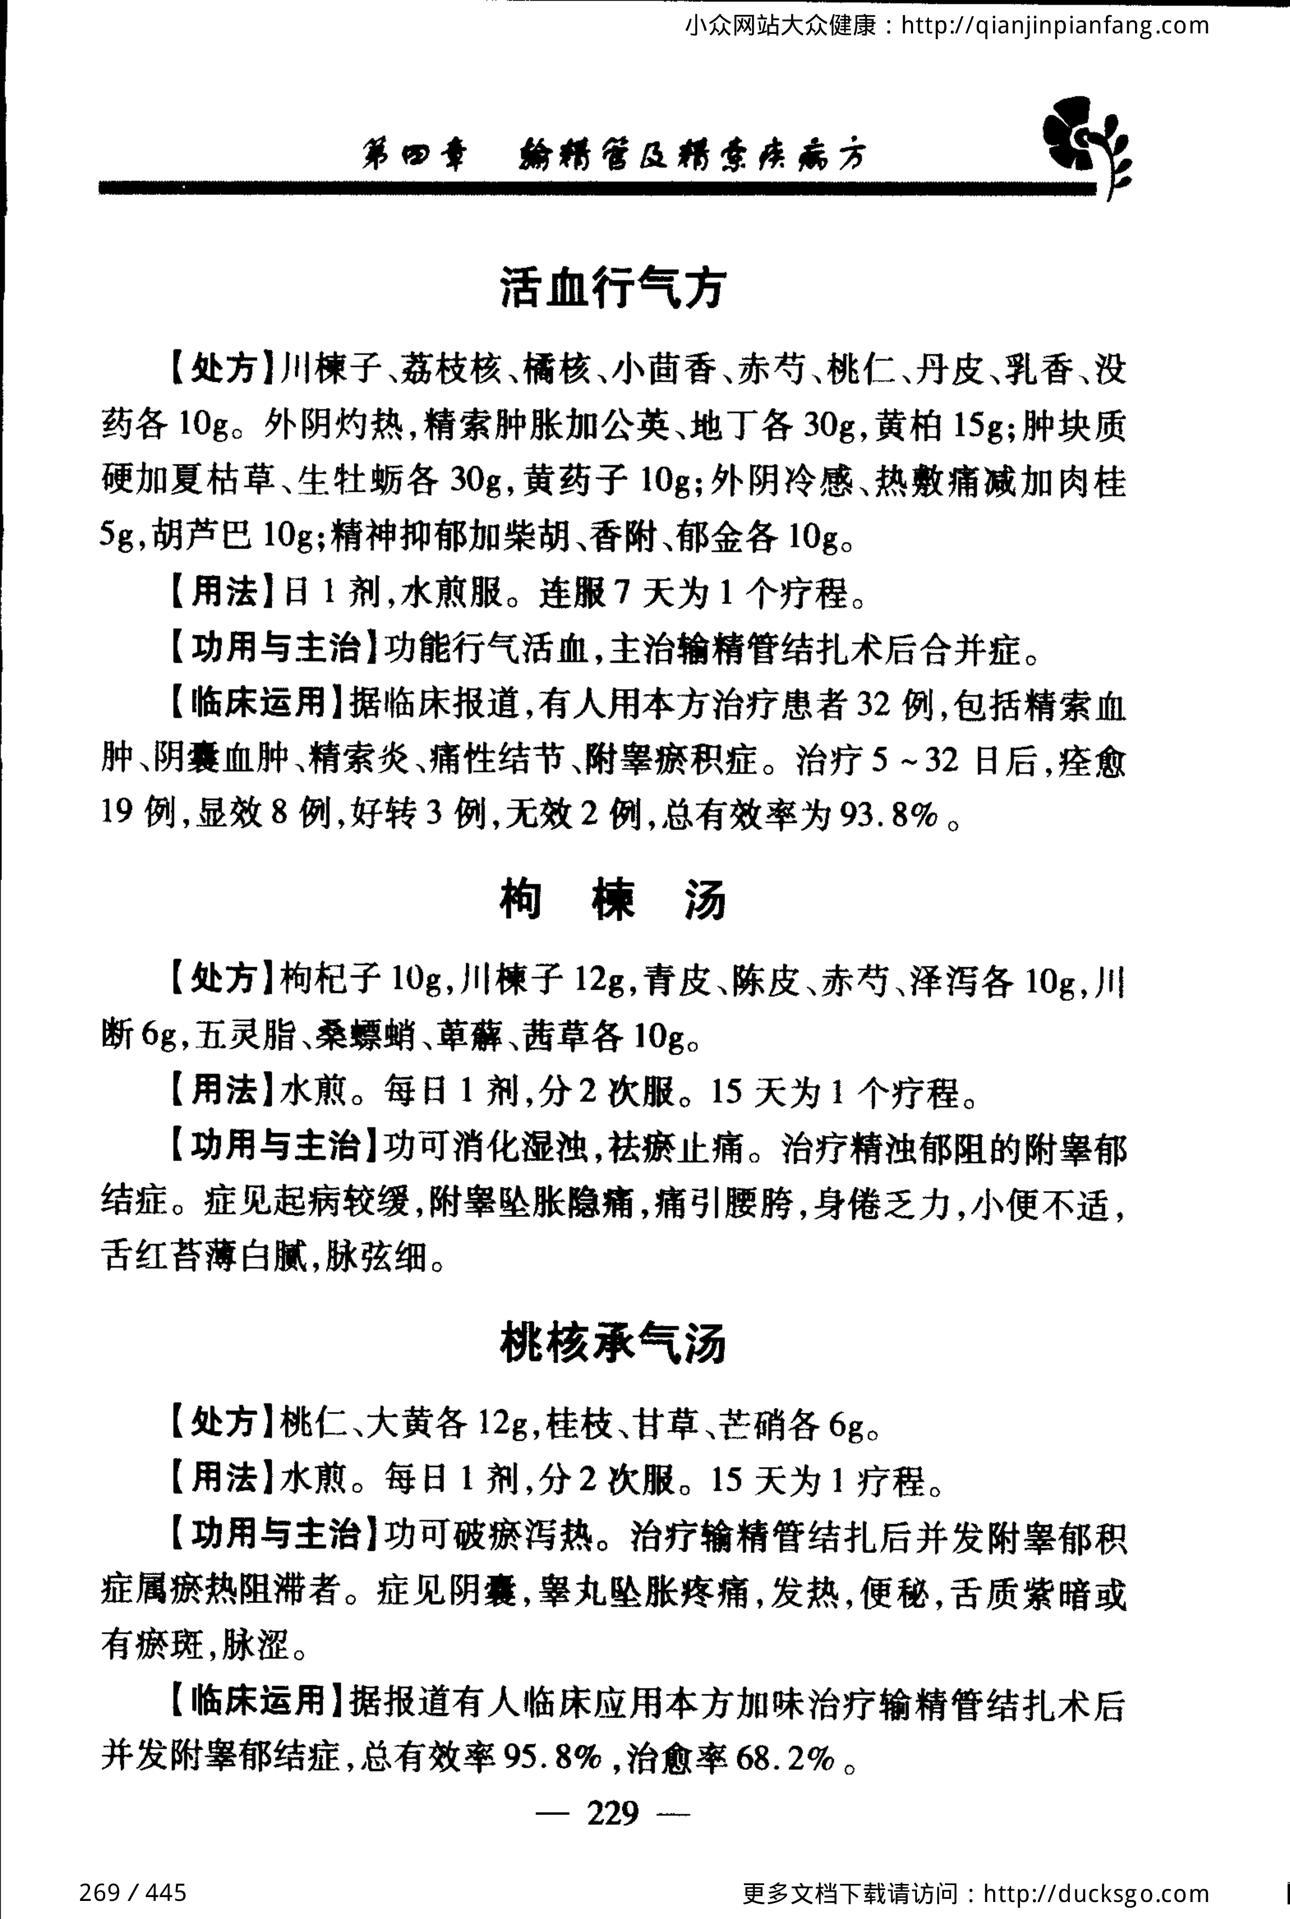 小众网站大众健康：http://qianjinpianfang.com
第四章　输精管及精索疾病方
活血行气方
【处方】川楝子、荔枝核、橘核、小茴香、赤芍、桃仁、丹皮、乳香、没
药各 10g。外阴灼热,精索肿胀加公英、地丁各 30g,黄柏 15g;肿块质
硬加夏枯草、生牡蛎各 30g,黄药子 10g;外阴冷感、热敷痛减加肉桂
5g,胡芦巴 10g;精神抑郁加柴胡、香附、郁金各 10g。
【用法】日 1 剂,水煎服。连服 7 天为 1 个疗程。
【功用与主治】功能行气活血,主治输精管结扎术后合并症。
【临床运用】据临床报道,有人用本方治疗患者 32 例,包括精索血
肿、阴囊血肿、精索炎、痛性结节、附睾瘀积症。治疗 5 ~ 32 日后,痊愈
19 例,显效 8 例,好转 3 例,无效 2 例,总有效率为 93.8%。
枸　楝　汤
【处方】枸杞子 10g,川楝子 12g,青皮、陈皮、赤芍、泽泻各 10g,川
断 6g,五灵脂、桑螵蛸、萆薢、茜草各 10g。
【用法】水煎。每日 1 剂,分 2 次服。15 天为 1 个疗程。
【功用与主治】功可消化湿浊,祛瘀止痛。治疗精浊郁阻的附睾郁
结症。症见起病较缓,附睾坠胀隐痛,痛引腰胯,身倦乏力,小便不适,
舌红苔薄白腻,脉弦细。
桃核承气汤
【处方】桃仁、大黄各 12g,桂枝、甘草、芒硝各 6g。
【用法】水煎。每日 1 剂,分 2 次服。15 天为 1 疗程。
【功用与主治】功可破瘀泻热。治疗输精管结扎后并发附睾郁积
症属瘀热阻滞者。症见阴囊,睾丸坠胀疼痛,发热,便秘,舌质紫暗或
有瘀斑,脉涩。
【临床运用】据报道有人临床应用本方加味治疗输精管结扎术后
并发附睾郁结症,总有效率 95.8%,治愈率 68.2%。
— 229 —
269 / 445
更多文档下载请访问：http://ducksgo.com